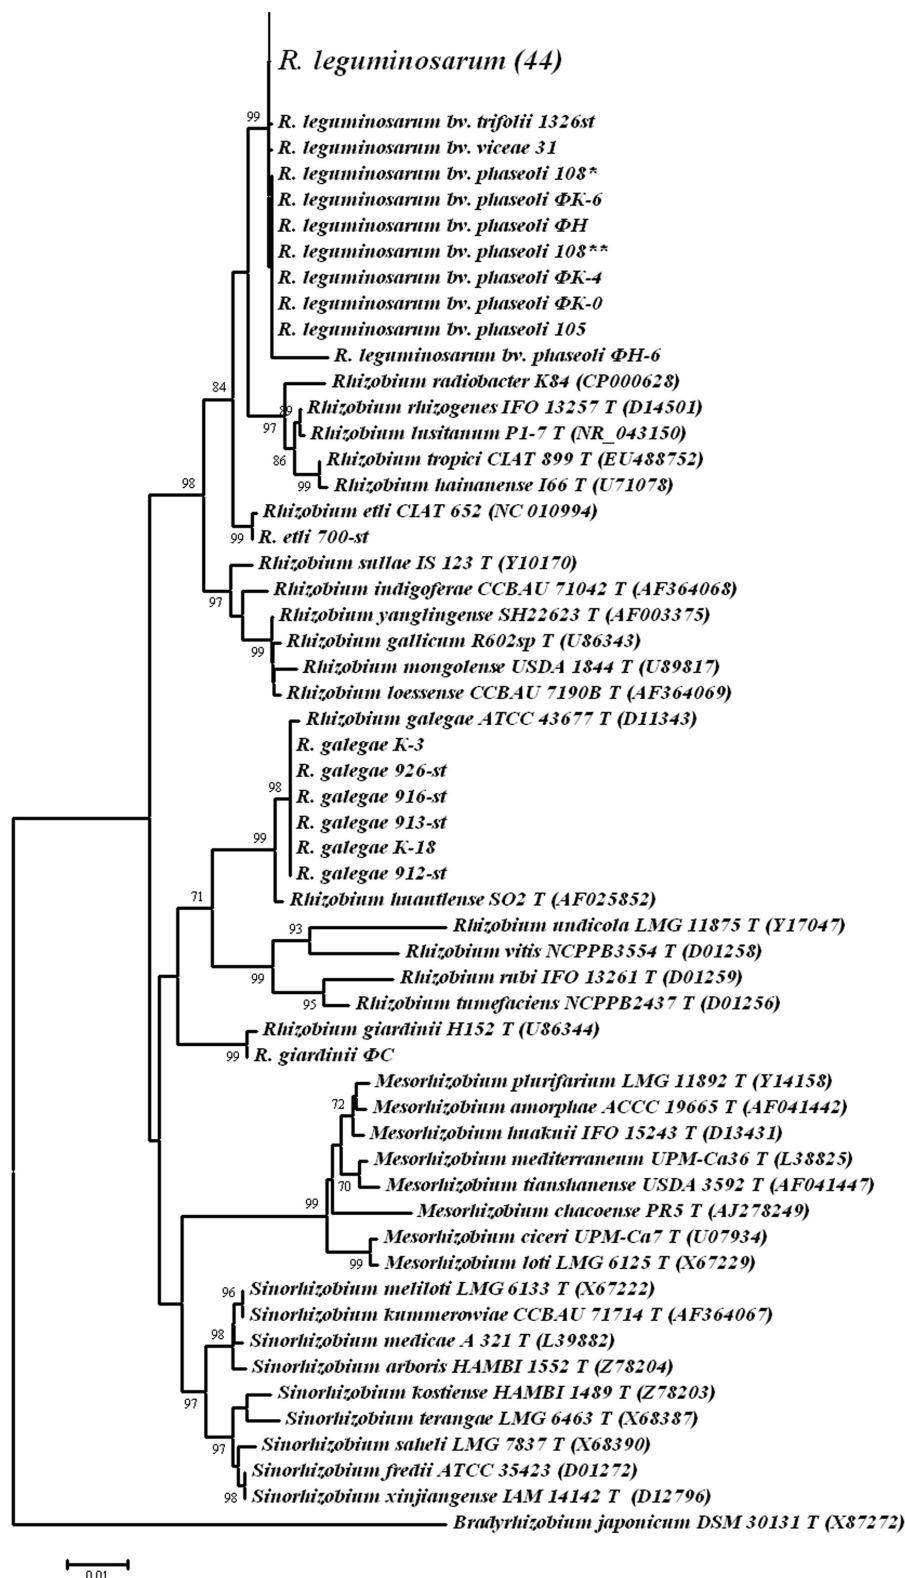 R. leguminosarum (44)
99
R. leguminosarum bv. trifolii 1326st
R. leguminosarum bv. viceae 31
R. leguminosarum bv. phaseoli 108*
R. leguminosarum bv. phaseoli ФК-6
R. leguminosarum bv. phaseoli ФН
R. leguminosarum bv. phaseoli 108**
R. leguminosarum bv. phaseoli ФК-4
R. leguminosarum bv. phaseoli ФК-0
R. leguminosarum bv. phaseoli 105
R. leguminosarum bv. phaseoli ФН-6
84
Rhizobium radiobacter K84 (CP000628)
89
Rhizobium rhizogenes IFO 13257 T (D14501)
97
Rhizobium lusitanum P1-7 T (NR_043150)
86
Rhizobium tropici CIAT 899 T (EU488752)
98
99
Rhizobium hainanense I66 T (U71078)
Rhizobium etli CIAT 652 (NC 010994)
99
R. etli 700-st
Rhizobium sullae IS 123 T (Y10170)
97
Rhizobium indigoferae CCBAU 71042 T (AF364068)
Rhizobium yanglingense SH22623 T (AF003375)
99
Rhizobium gallicum R602sp T (U86343)
Rhizobium mongolense USDA 1844 T (U89817)
Rhizobium loessense CCBAU 7190B T (AF364069)
Rhizobium galegae ATCC 43677 T (D11343)
R. galegae K-3
R. galegae 926-st
98
R. galegae 916-st
R. galegae 913-st
99
R. galegae K-18
R. galegae 912-st
71
Rhizobium huautlense SO2 T (AF025852)
93
Rhizobium undicola LMG 11875 T (Y17047)
Rhizobium vitis NCPPB3554 T (D01258)
99
Rhizobium rubi IFO 13261 T (D01259)
95
Rhizobium tumefaciens NCPPB2437 T (D01256)
Rhizobium giardinii H152 T (U86344)
99
R. giardinii ФС
Mesorhizobium plurifarium LMG 11892 T (Y14158)
72
Mesorhizobium amorphae ACCC 19665 T (AF041442)
Mesorhizobium huakuii IFO 15243 T (D13431)
Mesorhizobium mediterraneum UPM-Ca36 T (L38825)
70
Mesorhizobium tianshanense USDA 3592 T (AF041447)
99
Mesorhizobium chacoense PR5 T (AJ278249)
Mesorhizobium ciceri UPM-Ca7 T (U07934)
99
Mesorhizobium loti LMG 6125 T (X67229)
96
Sinorhizobium meliloti LMG 6133 T (X67222)
Sinorhizobium kummerowiae CCBAU 71714 T (AF364067)
98
Sinorhizobium medicae A 321 T (L39882)
Sinorhizobium arboris HAMBI 1552 T (Z78204)
97
Sinorhizobium kostiense HAMBI 1489 T (Z78203)
Sinorhizobium terangae LMG 6463 T (X68387)
97
Sinorhizobium saheli LMG 7837 T (X68390)
Sinorhizobium fredii ATCC 35423 (D01272)
98
Sinorhizobium xinjiangense IAM 14142 T (D12796)
Bradyrhizobium japonicum DSM 30131 T (X87272)
0.01